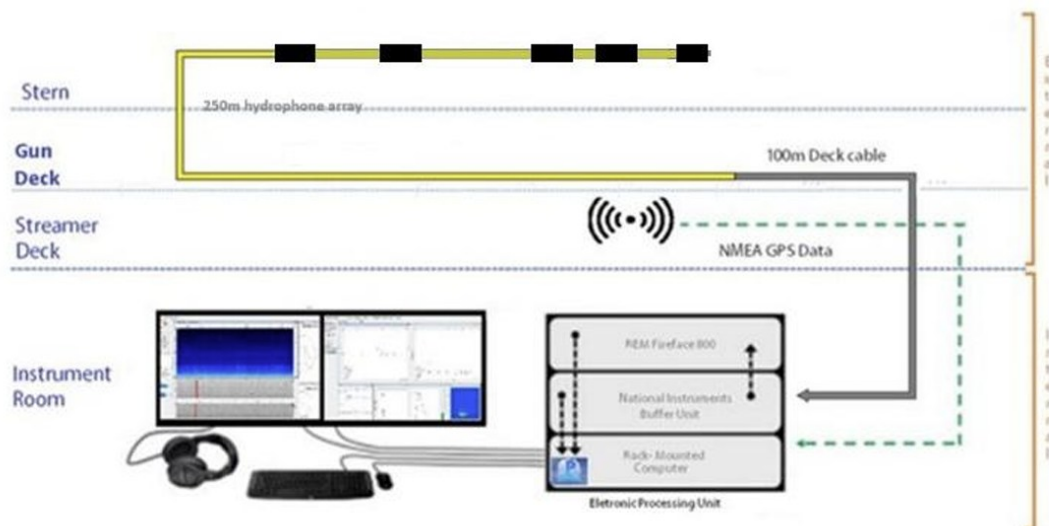 Stern
250m hydrophone array
Gun
Deck
100m Deck cable
Streamer
Deck
NMEA GPS Data
Instrument
Room
REM Fireface 800
National Instruments
Buffer Unit
Rack- Mounted
Computer
Eletronic Processing Unit